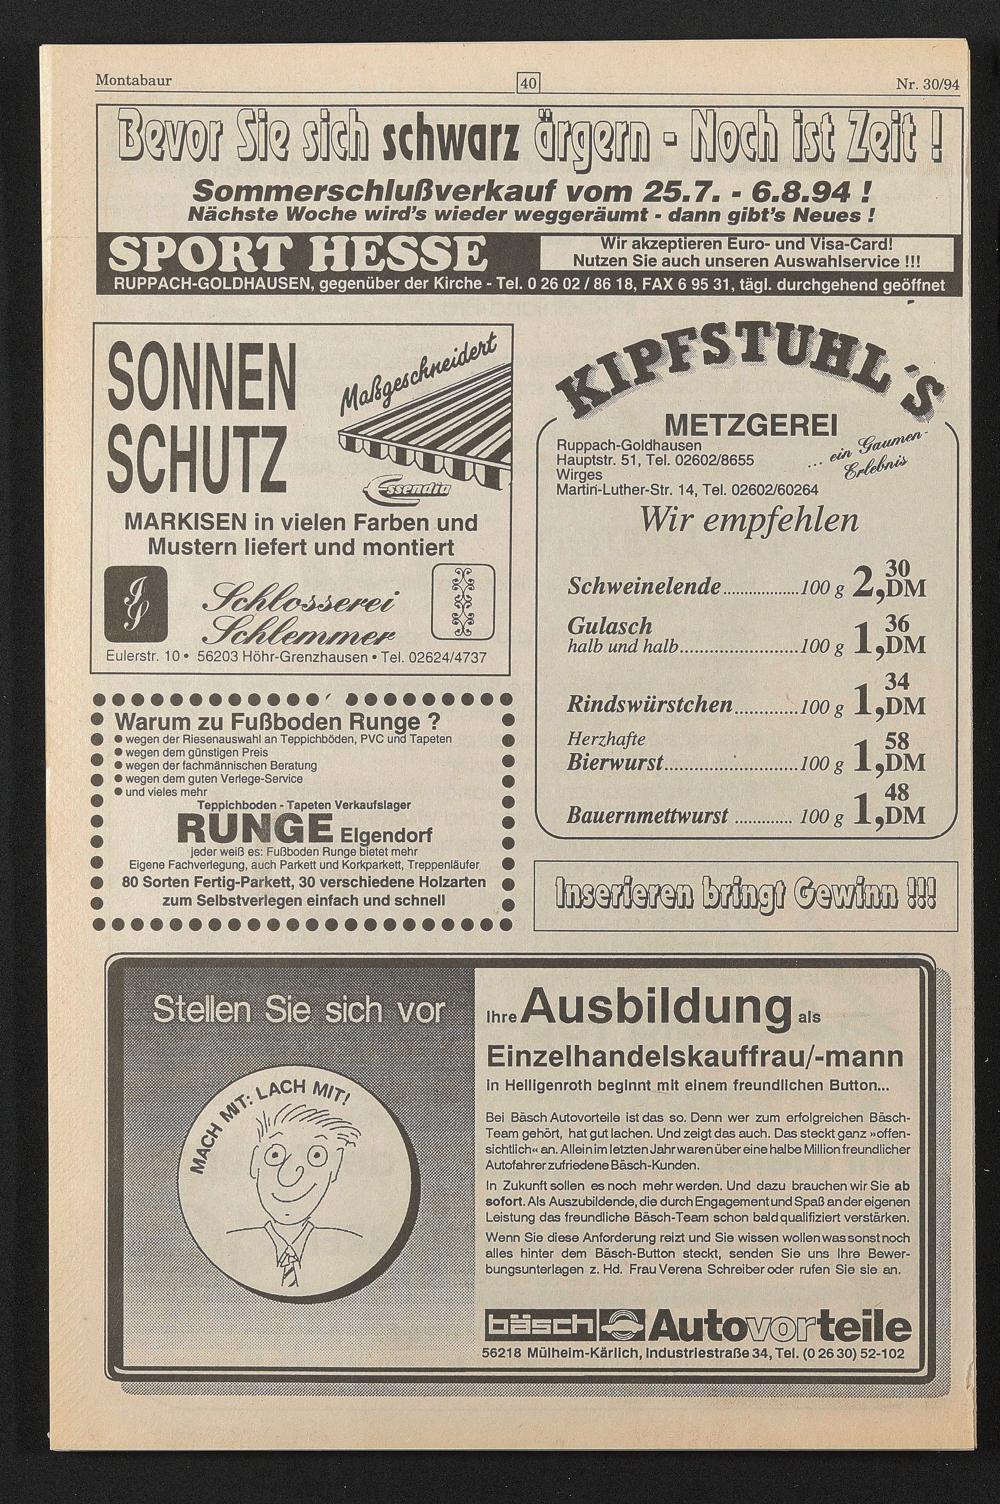 Montabaur
40
Nr. 30/94
Bevor Sie sich schwarz ärgern - Noch ist Zeit !
Sommerschlußverkauf vom 25.7. - 6.8.94 !
Nächste Woche wird's wieder weggeräumt - dann gibt's Neues !
SPORT HESSE
Wir akzeptieren Euro- und Visa-Card!
Nutzen Sie auch unseren Auswahlservice !!!
RUPPACH-GOLDHAUSEN, gegenüber der Kirche - Tel. 0 26 02 / 86 18, FAX 6 95 31, tägl. durchgehend geöffnet
SONNEN
SCHUTZ
Maßgeschneidert
Essendia
MARKISEN in vielen Farben und
Mustern liefert und montiert
Schlosserei
Schlemmer
Eulerstr. 10 • 56203 Höhr-Grenzhausen • Tel. 02624/4737
Warum zu Fußboden Runge ?
● wegen der Riesenauswahl an Teppichböden, PVC und Tapeten
● wegen dem günstigen Preis
● wegen der fachmännischen Beratung
● wegen dem guten Verlege-Service
● und vieles mehr
Teppichboden - Tapeten Verkaufslager
RUNGE Elgendorf
jeder weiß es: Fußboden Runge bietet mehr
Eigene Fachverlegung, auch Parkett und Korkparkett, Treppenläufer
80 Sorten Fertig-Parkett, 30 verschiedene Holzarten
zum Selbstverlegen einfach und schnell
KIPFSTUHL´S
METZGEREI
Ruppach-Goldhausen
Hauptstr. 51, Tel. 02602/8655
Wirges
Martin-Luther-Str. 14, Tel. 02602/60264
... ein Gaumen-
Erlebnis
Wir empfehlen
Schweinelende.................100 g 2,30 DM
Gulasch
halb und halb.........................100 g 1,36 DM
Rindswürstchen.............100 g 1,34 DM
Herzhafte
Bierwurst...........................100 g 1,58 DM
Bauernmettwurst ............ 100 g 1,48 DM
Inserieren bringt Gewinn !!!
Stellen Sie sich vor
MACH MIT: LACH MIT!
Ihre Ausbildung als
Einzelhandelskauffrau/-mann
in Heiligenroth beginnt mit einem freundlichen Button...
Bei Bäsch Autovorteile ist das so. Denn wer zum erfolgreichen Bäsch-
Team gehört, hat gut lachen. Und zeigt das auch. Das steckt ganz »offen-
sichtlich« an. Allein im letzten Jahr waren über eine halbe Million freundlicher
Autofahrer zufriedene Bäsch-Kunden.
In Zukunft sollen es noch mehr werden. Und dazu brauchen wir Sie ab
sofort. Als Auszubildende, die durch Engagement und Spaß an der eigenen
Leistung das freundliche Bäsch-Team schon bald qualifiziert verstärken.
Wenn Sie diese Anforderung reizt und Sie wissen wollen was sonst noch
alles hinter dem Bäsch-Button steckt, senden Sie uns Ihre Bewer-
bungsunterlagen z. Hd. Frau Verena Schreiber oder rufen Sie sie an.
bäsch Autovorteile
56218 Mülheim-Kärlich, Industriestraße 34, Tel. (0 26 30) 52-102